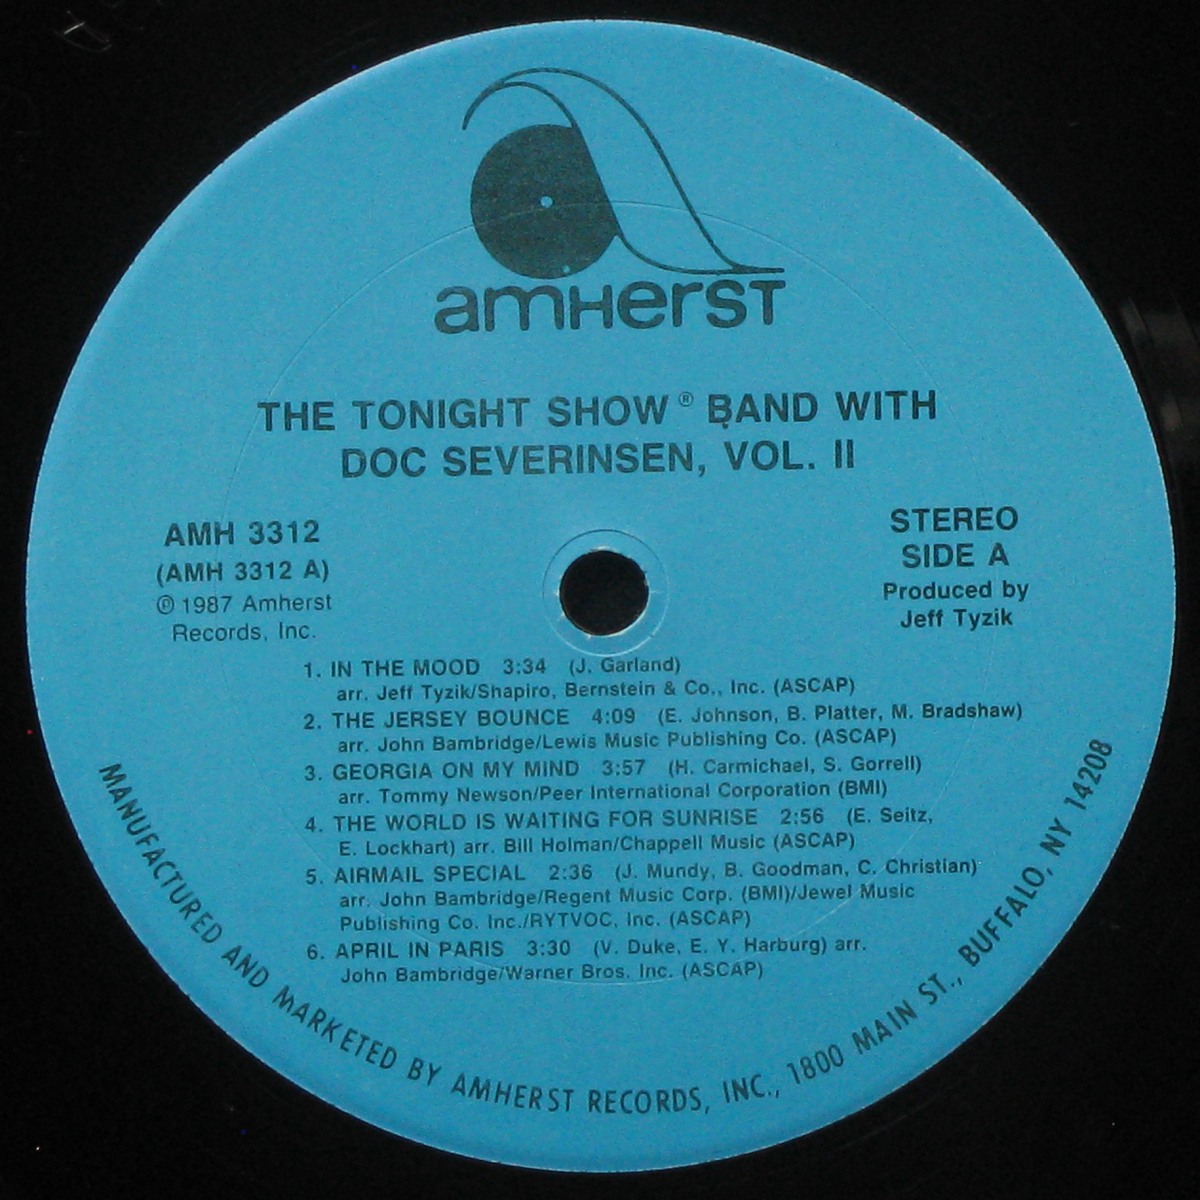 amHerST
THE TONIGHT SHOW® BAND WITH
DOC SEVERINSEN, VOL. II
AMH 3312
(AMH 3312 A)
℗ 1987 Amherst
Records, Inc.
STEREO
SIDE A
Produced by
Jeff Tyzik
1. IN THE MOOD 3:34 (J. Garland)
arr. Jeff Tyzik/Shapiro, Bernstein & Co., Inc. (ASCAP)
2. THE JERSEY BOUNCE 4:09 (E. Johnson, B. Platter, M. Bradshaw)
arr. John Bambridge/Lewis Music Publishing Co. (ASCAP)
3. GEORGIA ON MY MIND 3:57 (H. Carmichael, S. Gorrell)
arr. Tommy Newson/Peer International Corporation (BMI)
4. THE WORLD IS WAITING FOR SUNRISE 2:56 (E. Seitz,
E. Lockhart) arr. Bill Holman/Chappell Music (ASCAP)
5. AIRMAIL SPECIAL 2:36 (J. Mundy, B. Goodman, C. Christian)
arr. John Bambridge/Regent Music Corp. (BMI)/Jewel Music
Publishing Co. Inc./RYTVOC, Inc. (ASCAP)
6. APRIL IN PARIS 3:30 (V. Duke, E. Y. Harburg) arr.
John Bambridge/Warner Bros. Inc. (ASCAP)
MANUFACTURED AND MARKETED BY AMHERST RECORDS, INC., 1800 MAIN ST., BUFFALO, NY 14208